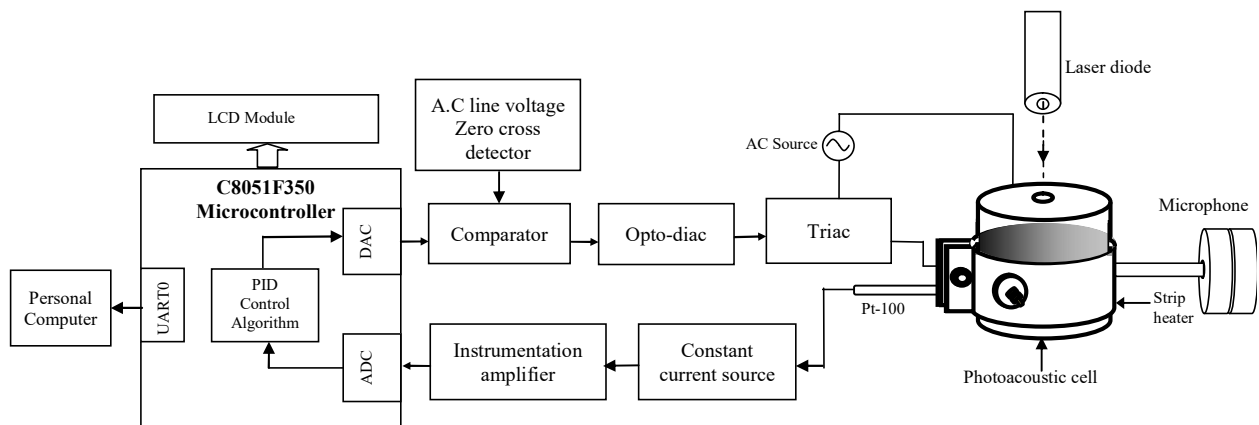 Laser diode
LCD Module
A.C line voltage
Zero cross
detector
AC Source
C8051F350
Microcontroller
DAC
Comparator
Opto-diac
Triac
Microphone
Personal
Computer
UART0
PID
Control
Algorithm
ADC
Instrumentation
amplifier
Constant
current source
Pt-100
Strip
heater
Photoacoustic cell